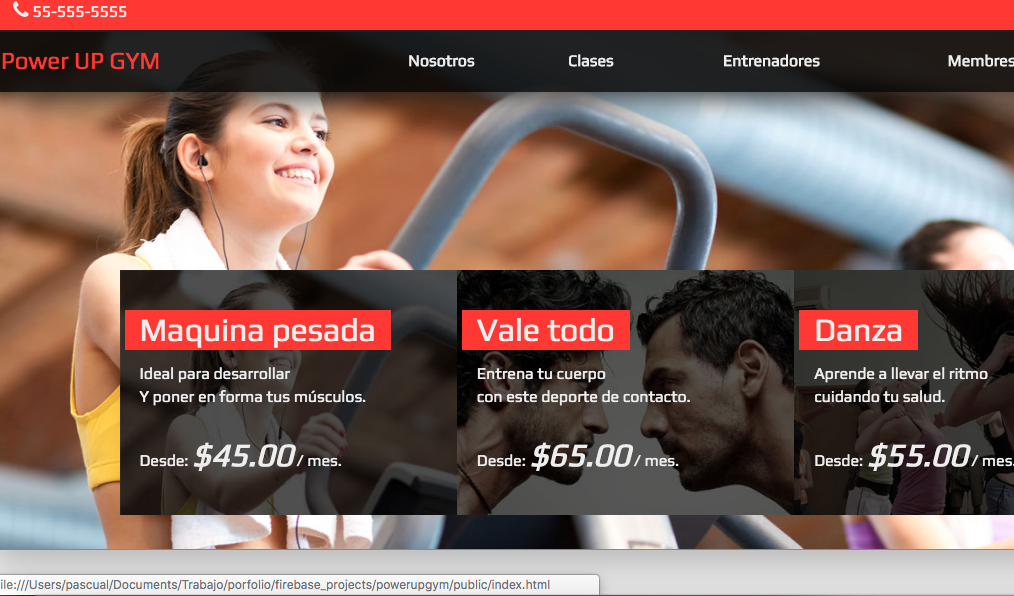 55-555-5555
Power UP GYM Nosotros Clases Entrenadores Membres
Maquina pesada
Ideal para desarrollar
Y poner en forma tus músculos.
Desde: $45.00 / mes.
Vale todo
Entrena tu cuerpo
con este deporte de contacto.
Desde: $65.00 / mes.
Danza
Aprende a llevar el ritmo
cuidando tu salud.
Desde: $55.00 / mes.
ile:///Users/pascual/Documents/Trabajo/porfolio/firebase_projects/powerupgym/public/index.html